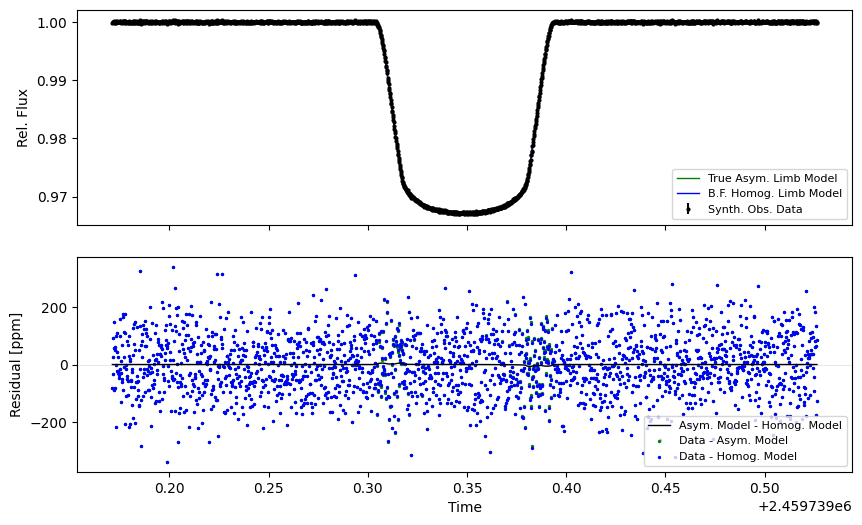 1.00
0.99
0.98
0.97
Rel. Flux
True Asym. Limb Model
B.F. Homog. Limb Model
Synth. Obs. Data
200
0
−200
Residual [ppm]
Asym. Model - Homog. Model
Data - Asym. Model
Data - Homog. Model
0.20
0.25
0.30
0.35
0.40
0.45
0.50
Time
+2.459739e6